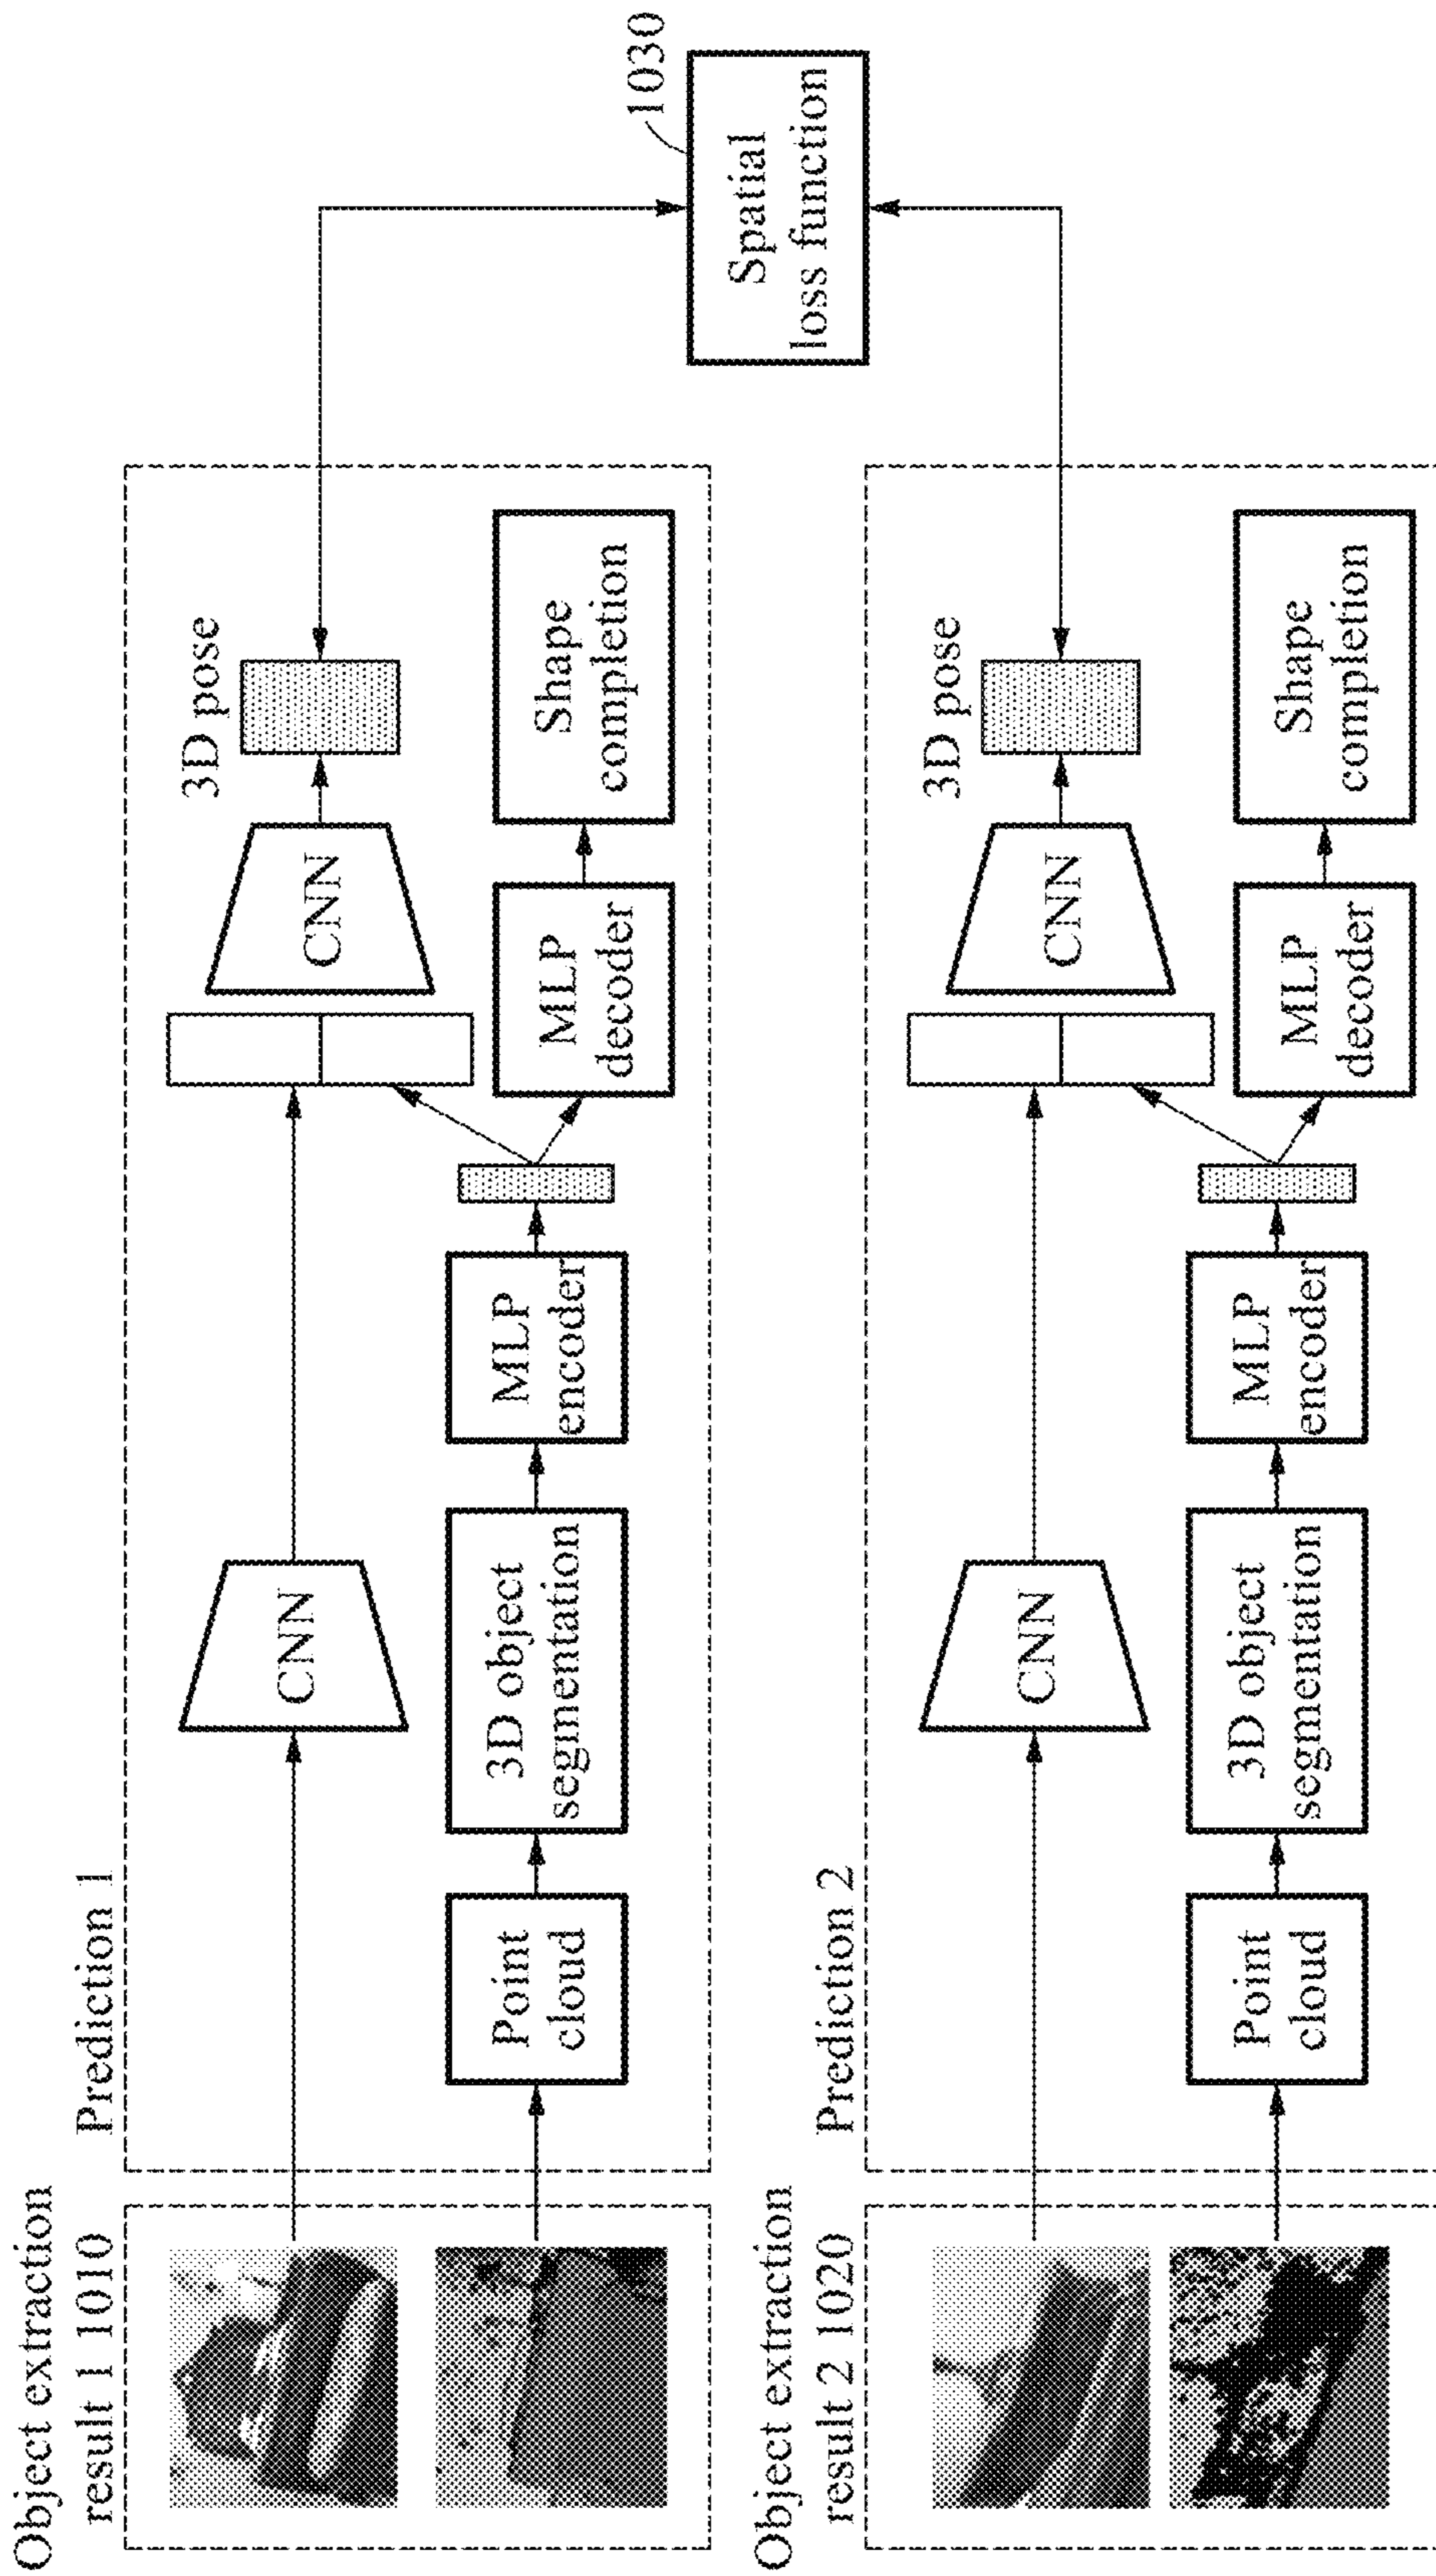 Object extraction
result 1 1010
Prediction 1
CNN
Point
cloud
3D object
segmentation
MLP
encoder
CNN
3D pose
MLP
decoder
Shape
completion
1030
Spatial
loss function
Object extraction
result 2 1020
Prediction 2
CNN
Point
cloud
3D object
segmentation
MLP
encoder
CNN
3D pose
MLP
decoder
Shape
completion